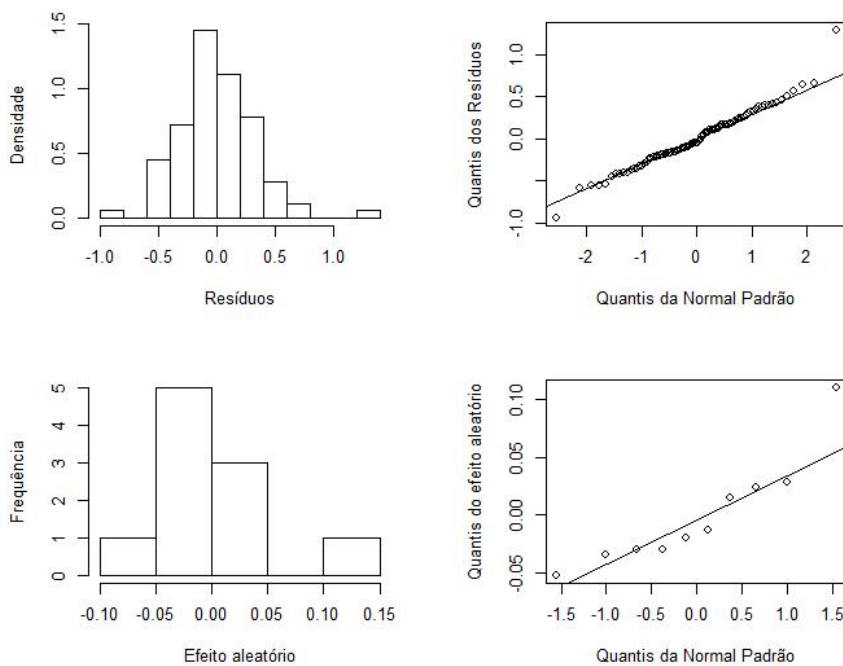 1.5
1.0
0.5
0.0
Densidade
-1.0 -0.5 0.0 0.5 1.0
Resíduos
1.0
0.5
0.0
-1.0
Quantis dos Resíduos
-2 -1 0 1 2
Quantis da Normal Padrão
5
4
3
2
1
0
Frequência
-0.10 -0.05 0.00 0.05 0.10 0.15
Efeito aleatório
0.10
0.05
0.00
-0.05
Quantis do efeito aleatório
-1.5 -1.0 -0.5 0.0 0.5 1.0 1.5
Quantis da Normal Padrão